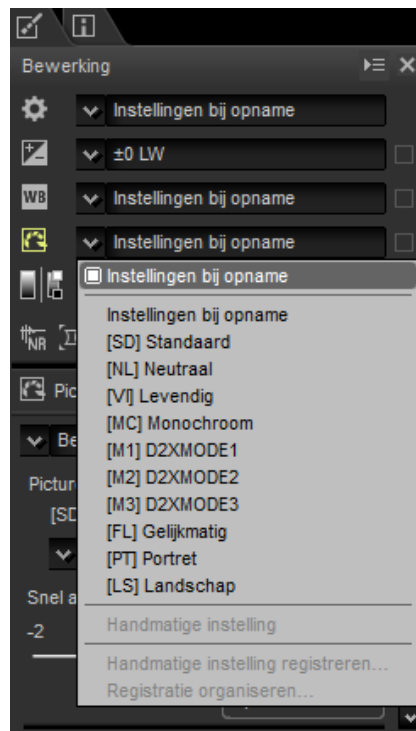 Bewerking
Instellingen bij opname
±0 LW
WB Instellingen bij opname
Instellingen bij opname
Instellingen bij opname
Instellingen bij opname
[SD] Standaard
[NL] Neutraal
[VI] Levendig
[MC] Monochroom
[M1] D2XMODE1
[M2] D2XMODE2
[M3] D2XMODE3
[FL] Gelijkmatig
[PT] Portret
[LS] Landschap
Handmatige instelling
Handmatige instelling registreren...
Registratie organiseren...
NR
Pic
Be
Pictur
[SD
Snel a
-2